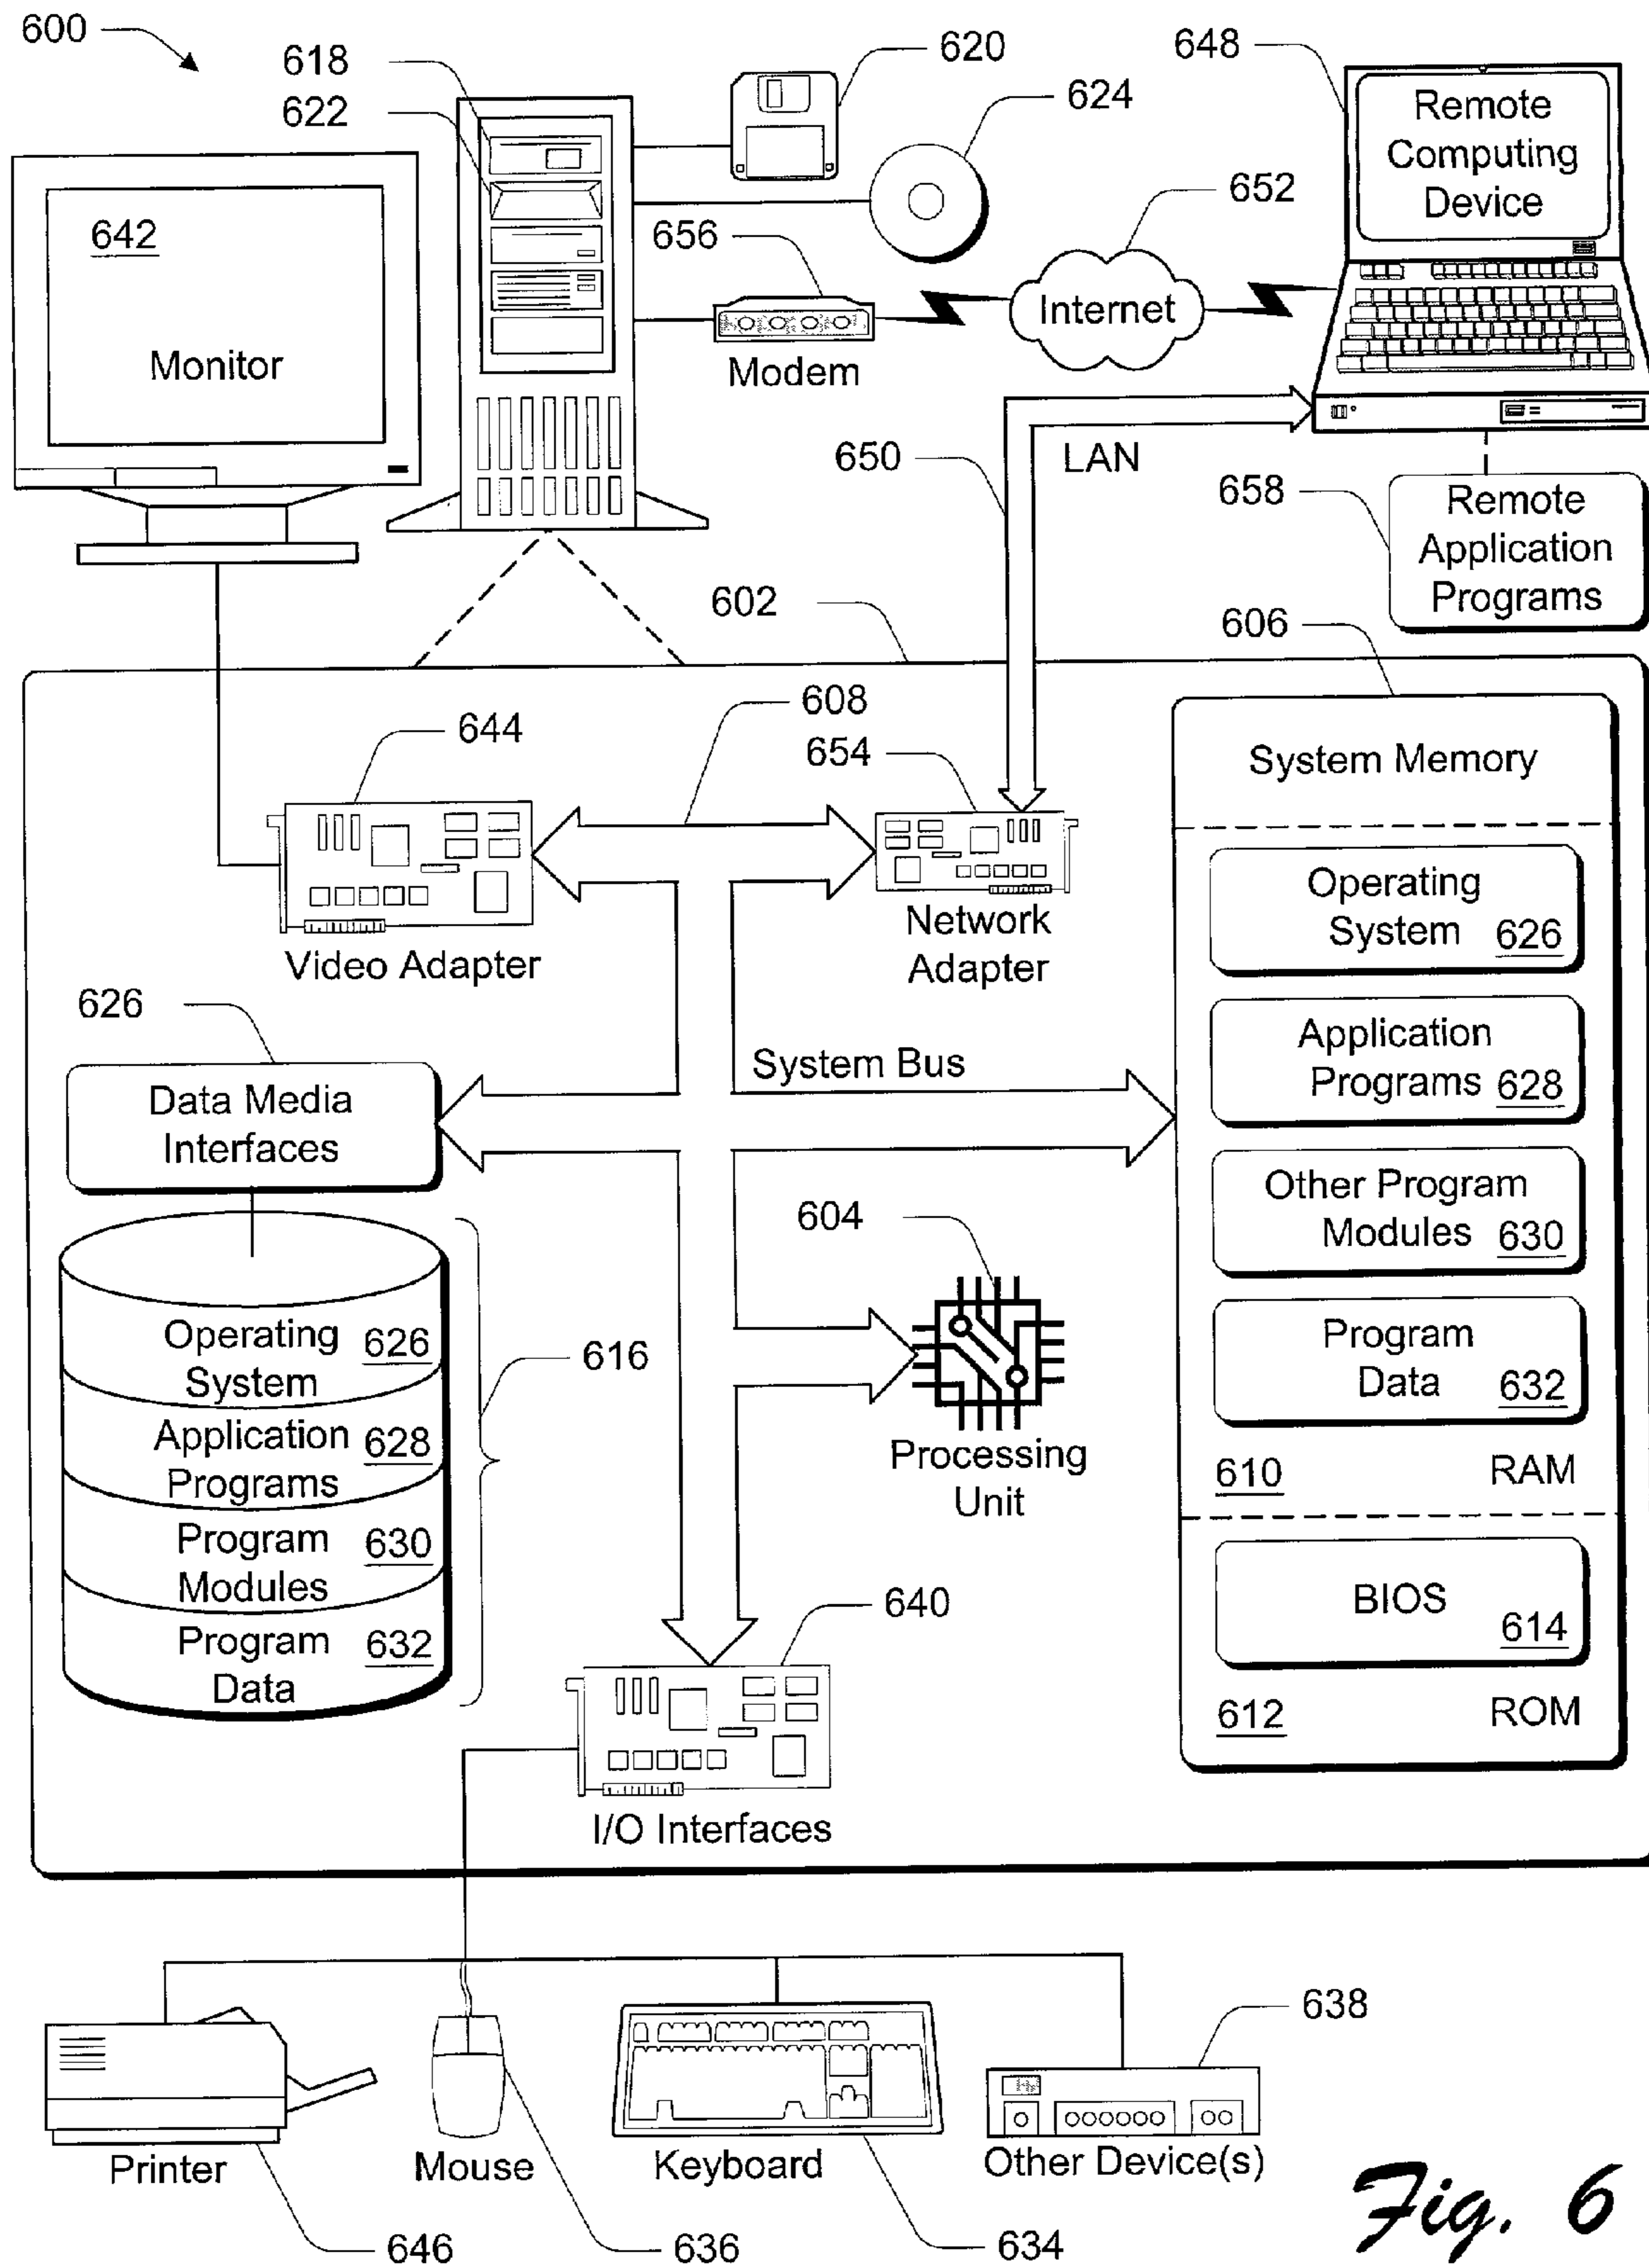 600
618
622
620
624
648
Remote
Computing
Device
642
Monitor
656
Modem
652
Internet
650
LAN
658
Remote
Application
Programs
602
606
608
644
654
System Memory
Video Adapter
Network
Adapter
Operating
System 626
Application
Programs 628
Other Program
Modules 630
Program
Data 632
610 RAM
BIOS
614
612 ROM
626
Data Media
Interfaces
System Bus
604
Processing
Unit
Operating
System 626
Application
Programs 628
Program
Modules 630
Program
Data 632
616
640
I/O Interfaces
638
Printer
Mouse
Keyboard
Other Device(s)
646
636
634
Fig. 6